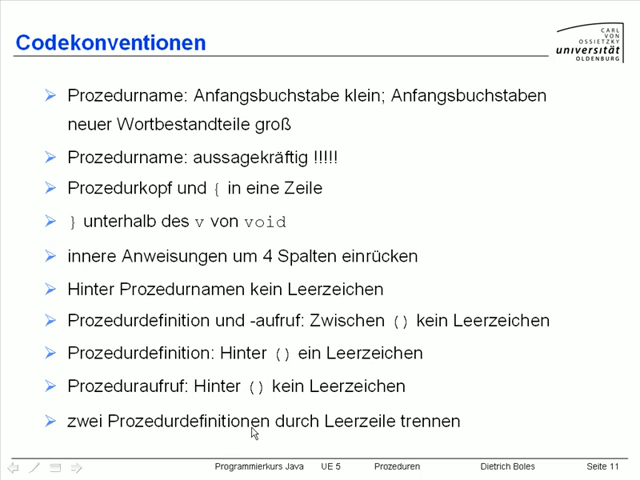 Codekonventionen
CARL
VON
OSSIETZKY
universität
OLDENBURG
Prozedurname: Anfangsbuchstabe klein; Anfangsbuchstaben
neuer Wortbestandteile groß
Prozedurname: aussagekräftig !!!!!
Prozedurkopf und { in eine Zeile
} unterhalb des v von void
innere Anweisungen um 4 Spalten einrücken
Hinter Prozedurnamen kein Leerzeichen
Prozedurdefinition und -aufruf: Zwischen () kein Leerzeichen
Prozedurdefinition: Hinter () ein Leerzeichen
Prozeduraufruf: Hinter () kein Leerzeichen
zwei Prozedurdefinitionen durch Leerzeile trennen
Programmierkurs Java UE 5 Prozeduren Dietrich Boles Seite 11